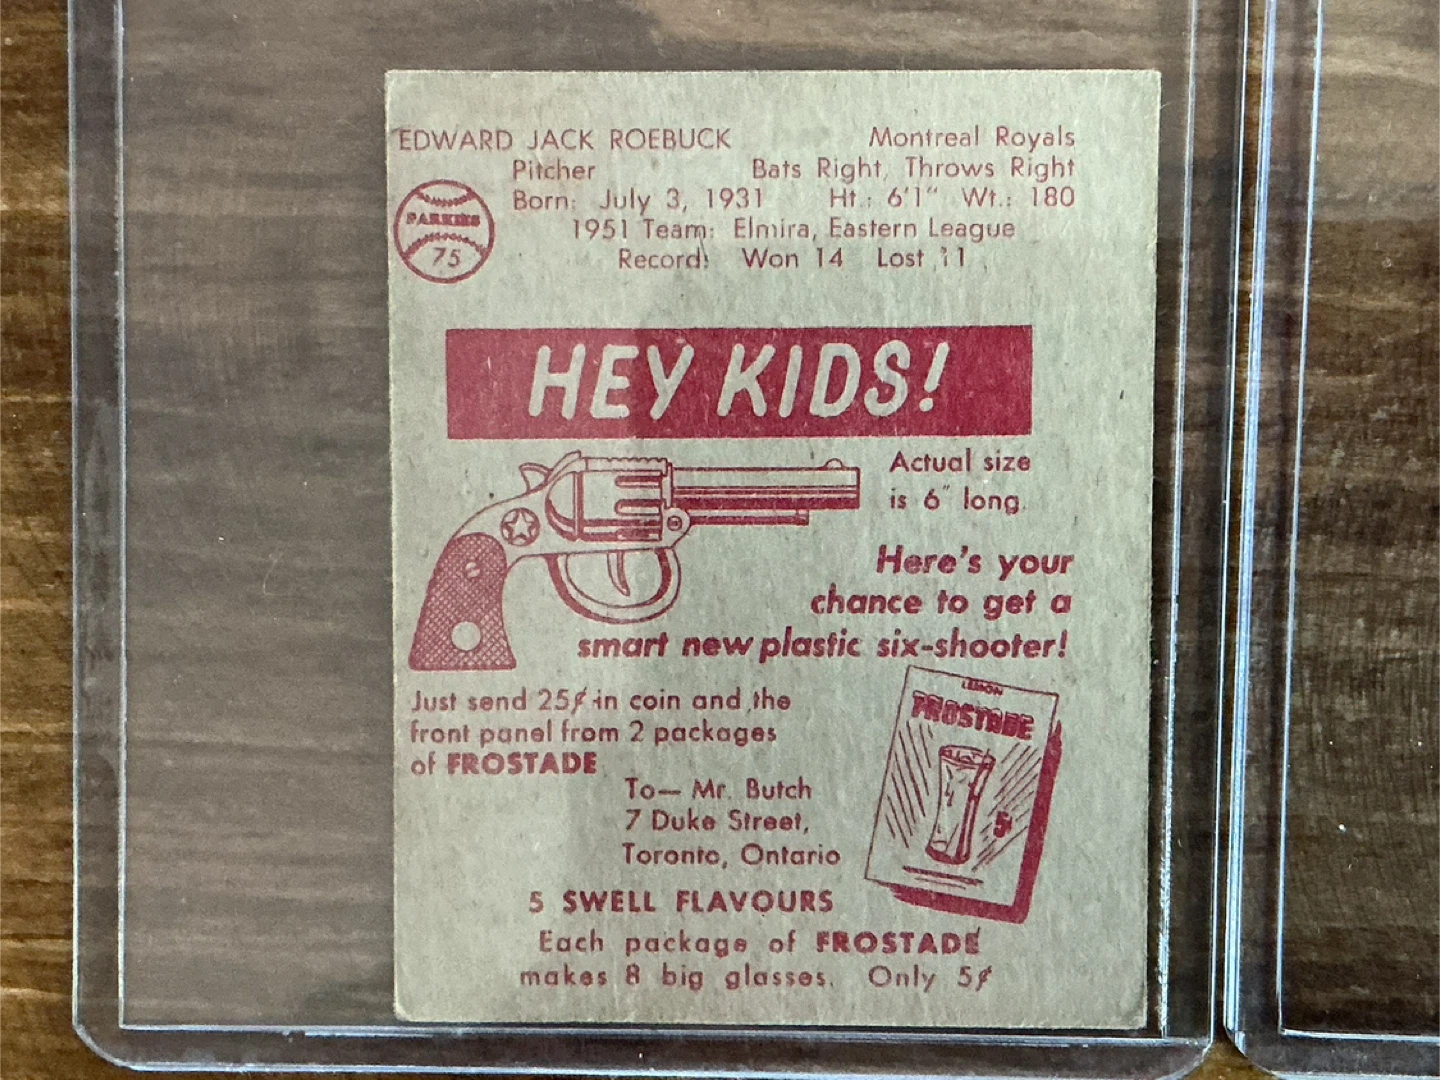 EDWARD JACK ROEBUCK Montreal Royals
Pitcher Bats Right, Throws Right
Born: July 3, 1931 Ht.: 6'1" Wt.: 180
PARKIES
75
1951 Team: Elmira, Eastern League
Record: Won 14 Lost 11
HEY KIDS!
Actual size
is 6" long.
Here's your
chance to get a
smart new plastic six-shooter!
Just send 25¢ in coin and the
front panel from 2 packages
of FROSTADE
To— Mr. Butch
7 Duke Street,
Toronto, Ontario
LEMON
FROSTADE
5¢
5 SWELL FLAVOURS
Each package of FROSTADE
makes 8 big glasses. Only 5¢